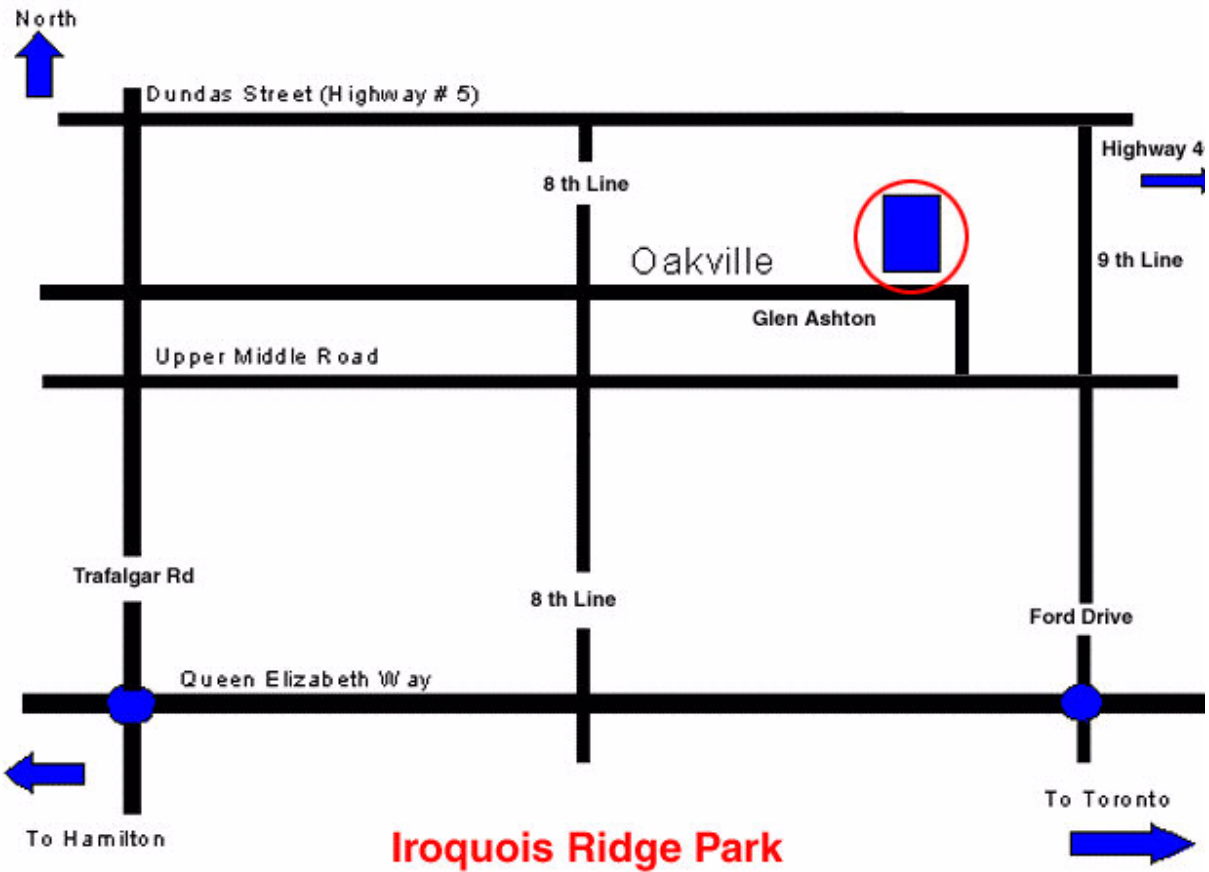 North
Dundas Street (Highway # 5)
Highway 4
8 th Line
Oakville
9 th Line
Glen Ashton
Upper Middle Road
Trafalgar Rd
8 th Line
Ford Drive
Queen Elizabeth Way
To Toronto
To Hamilton
Iroquois Ridge Park